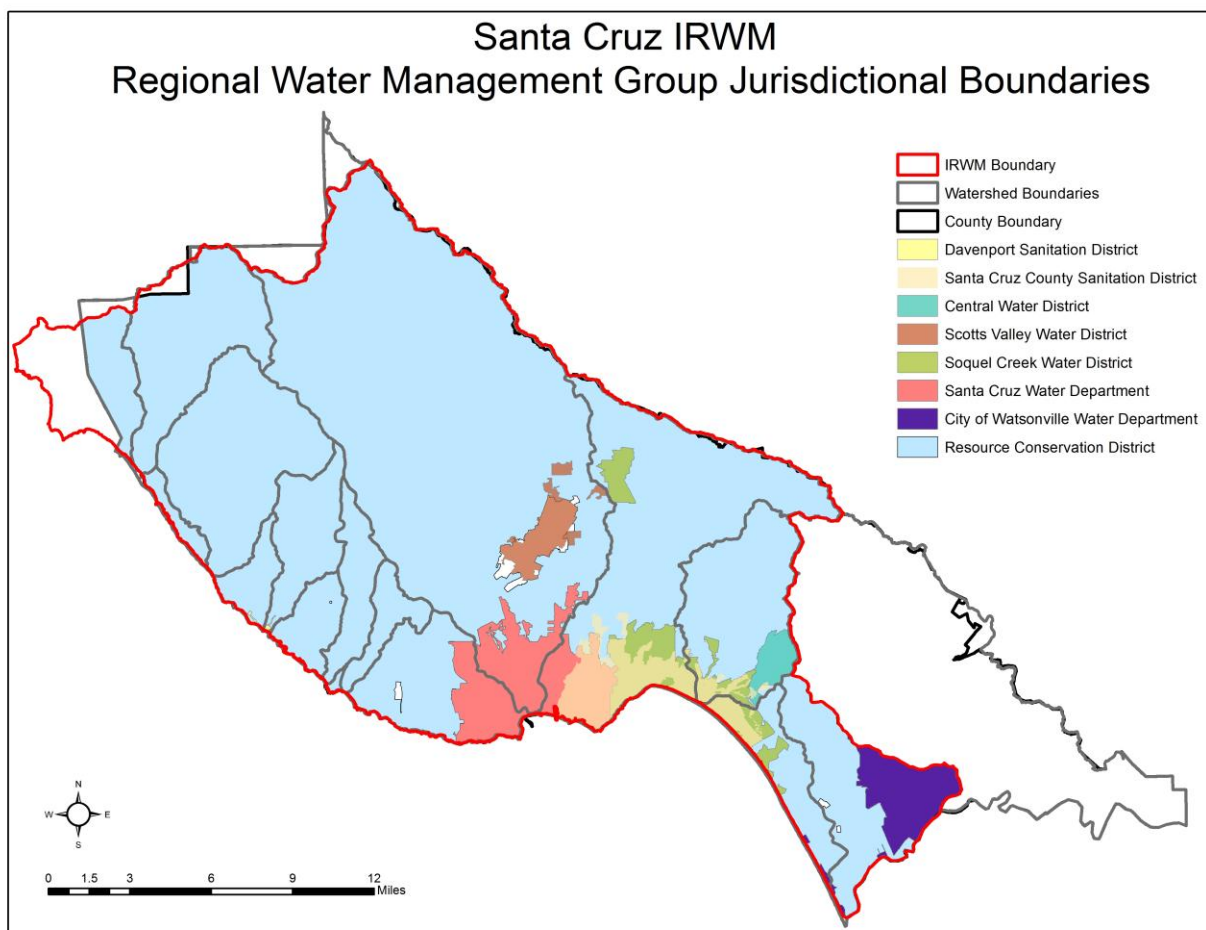 Santa Cruz IRWM
Regional Water Management Group Jurisdictional Boundaries
IRWM Boundary
Watershed Boundaries
County Boundary
Davenport Sanitation District
Santa Cruz County Sanitation District
Central Water District
Scotts Valley Water District
Soquel Creek Water District
Santa Cruz Water Department
City of Watsonville Water Department
Resource Conservation District
N
W E
S
0 1.5 3 6 9 12
Miles